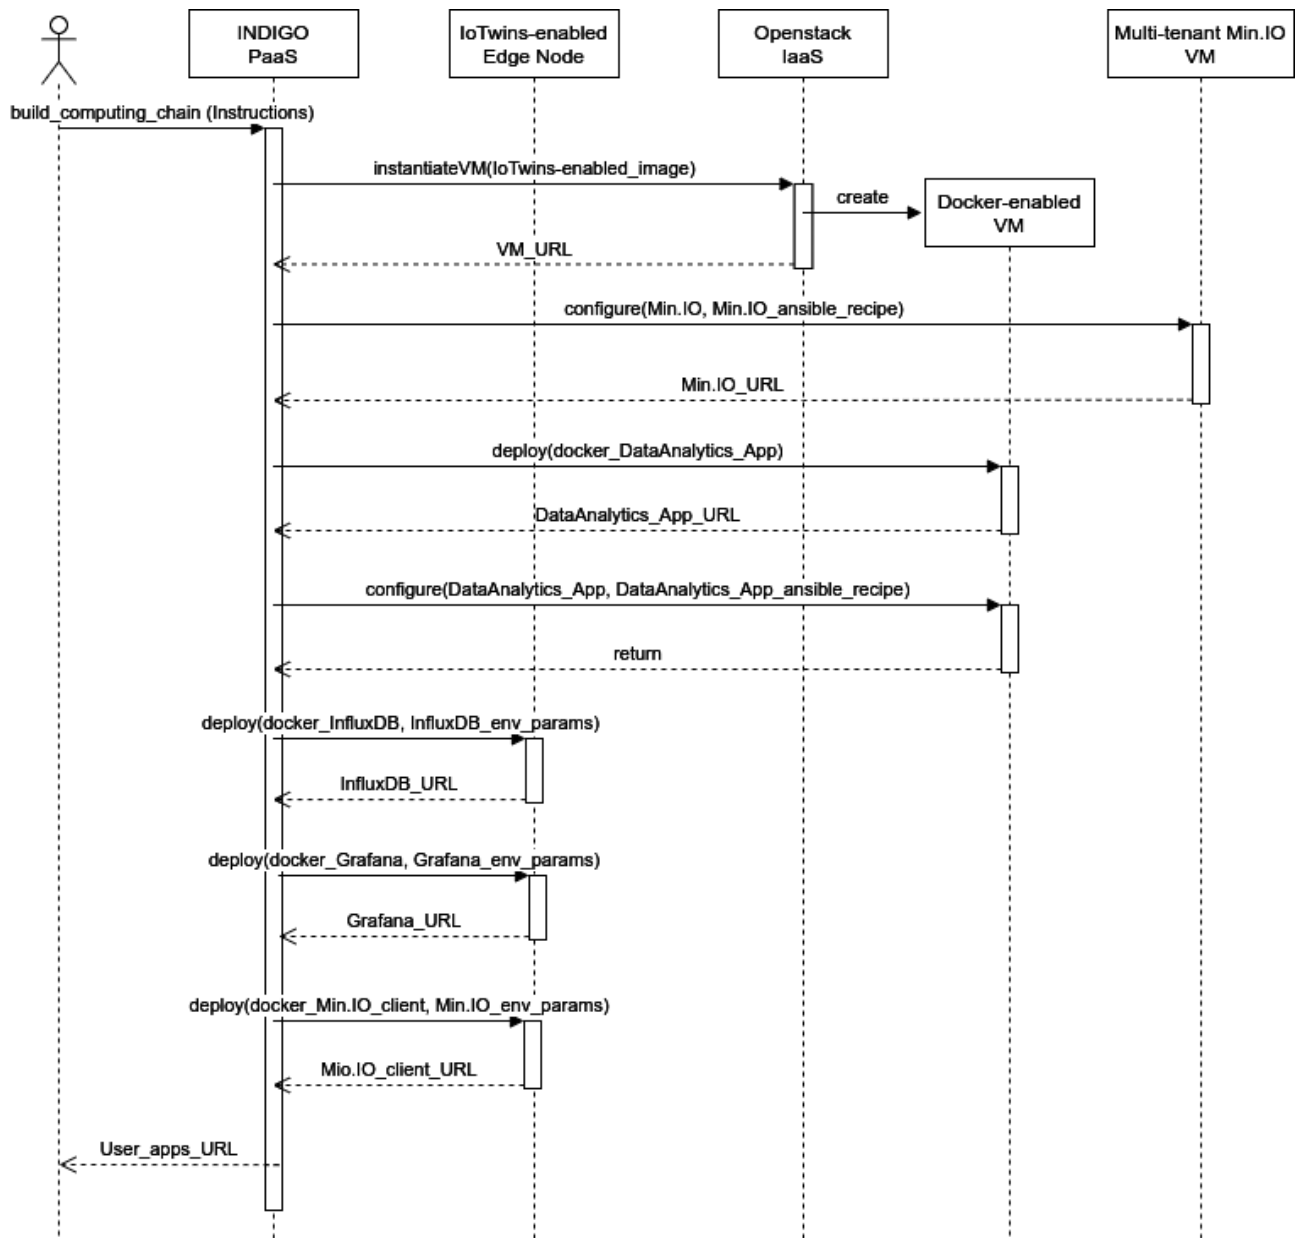 INDIGO
PaaS
IoTwins-enabled
Edge Node
Openstack
IaaS
Multi-tenant Min.IO
VM
build_computing_chain (Instructions)
instantiateVM(IoTwins-enabled_image)
create
Docker-enabled
VM
VM_URL
configure(Min.IO, Min.IO_ansible_recipe)
Min.IO_URL
deploy(docker_DataAnalytics_App)
DataAnalytics_App_URL
configure(DataAnalytics_App, DataAnalytics_App_ansible_recipe)
return
deploy(docker_InfluxDB, InfluxDB_env_params)
InfluxDB_URL
deploy(docker_Grafana, Grafana_env_params)
Grafana_URL
deploy(docker_Min.IO_client, Min.IO_env_params)
Mio.IO_client_URL
User_apps_URL